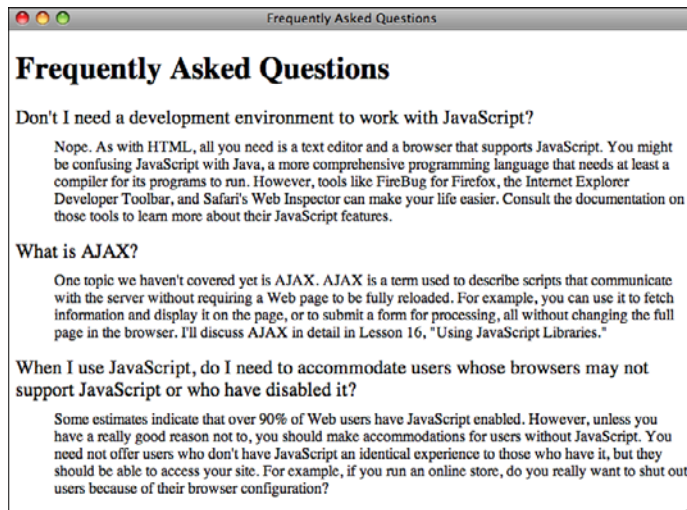 Frequently Asked Questions
Frequently Asked Questions
Don't I need a development environment to work with JavaScript?
Nope. As with HTML, all you need is a text editor and a browser that supports JavaScript. You might
be confusing JavaScript with Java, a more comprehensive programming language that needs at least a
compiler for its programs to run. However, tools like FireBug for Firefox, the Internet Explorer
Developer Toolbar, and Safari's Web Inspector can make your life easier. Consult the documentation on
those tools to learn more about their JavaScript features.
What is AJAX?
One topic we haven't covered yet is AJAX. AJAX is a term used to describe scripts that communicate
with the server without requiring a Web page to be fully reloaded. For example, you can use it to fetch
information and display it on the page, or to submit a form for processing, all without changing the full
page in the browser. I'll discuss AJAX in detail in Lesson 16, "Using JavaScript Libraries."
When I use JavaScript, do I need to accommodate users whose browsers may not
support JavaScript or who have disabled it?
Some estimates indicate that over 90% of Web users have JavaScript enabled. However, unless you
have a really good reason not to, you should make accommodations for users without JavaScript. You
need not offer users who don't have JavaScript an identical experience to those who have it, but they
should be able to access your site. For example, if you run an online store, do you really want to shut out
users because of their browser configuration?